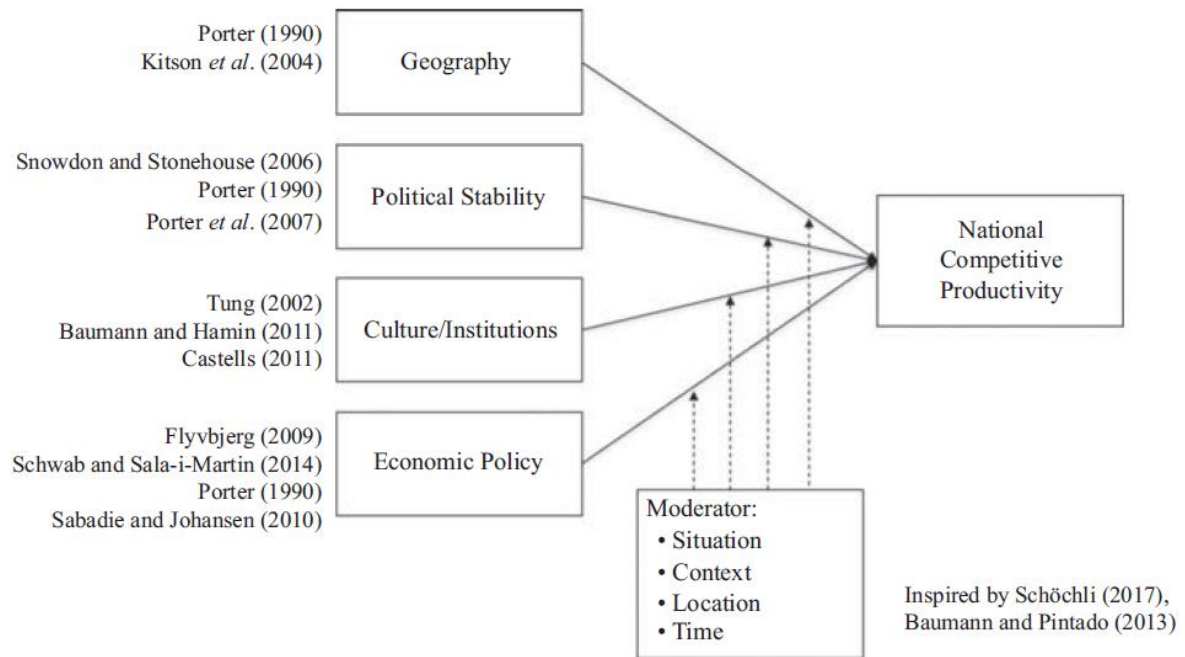 Porter (1990)
Kitson et al. (2004)
Geography
Snowdon and Stonehouse (2006)
Porter (1990)
Porter et al. (2007)
Political Stability
Tung (2002)
Baumann and Hamin (2011)
Castells (2011)
Culture/Institutions
Flyvbjerg (2009)
Schwab and Sala-i-Martin (2014)
Porter (1990)
Sabadie and Johansen (2010)
Economic Policy
National
Competitive
Productivity
Moderator:
• Situation
• Context
• Location
• Time
Inspired by Schöchli (2017),
Baumann and Pintado (2013)